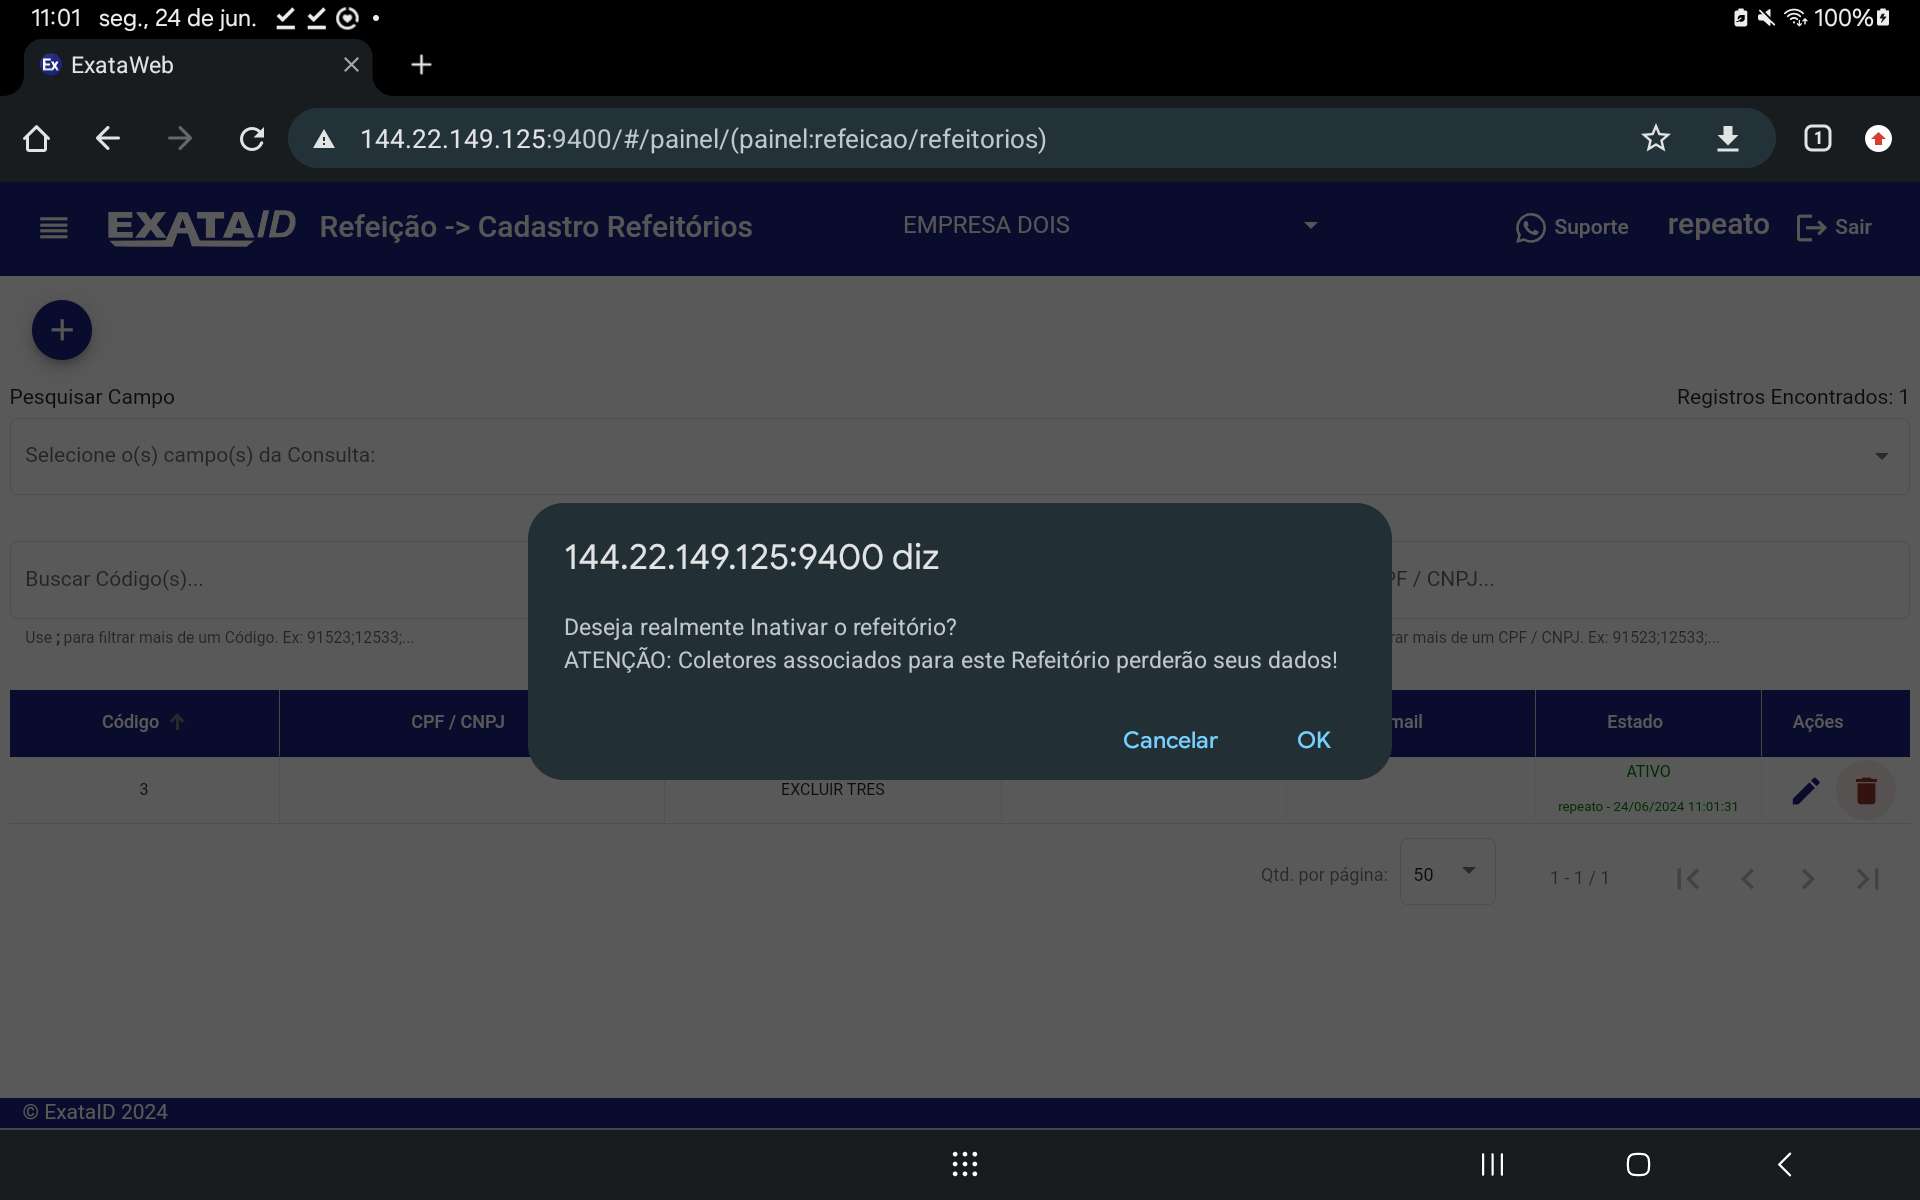 11:01 seg., 24 de jun.
100%
Ex ExataWeb
144.22.149.125:9400/#/painel/(painel:refeicao/refeitorios)
1
EXATAID
Refeição -> Cadastro Refeitórios
EMPRESA DOIS
Suporte
repeato
Sair
Pesquisar Campo
Registros Encontrados: 1
Selecione o(s) campo(s) da Consulta:
144.22.149.125:9400 diz
Deseja realmente Inativar o refeitório?
ATENÇÃO: Coletores associados para este Refeitório perderão seus dados!
Cancelar
OK
Buscar Código(s)...
PF / CNPJ...
Use ; para filtrar mais de um Código. Ex: 91523;12533;...
rar mais de um CPF / CNPJ. Ex: 91523;12533;...
Código
CPF / CNPJ
mail
Estado
Ações
3
EXCLUIR TRES
ATIVO
repeato - 24/06/2024 11:01:31
Qtd. por página:
50
1 - 1 / 1
© ExataID 2024